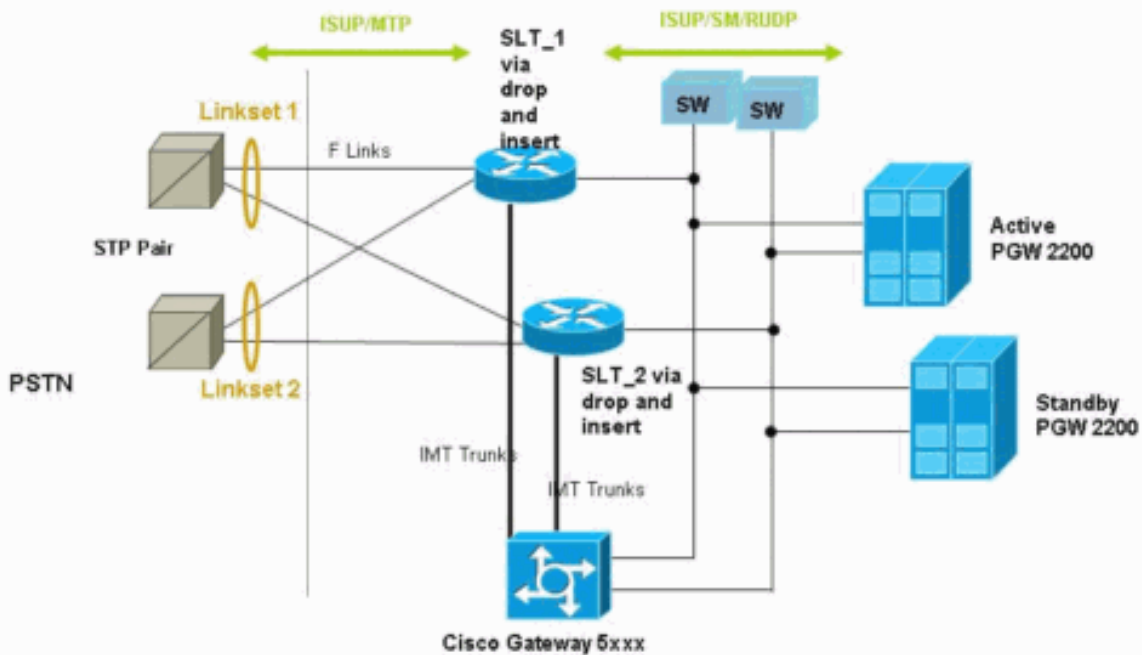 ISUP/MTP
ISUP/SM/RUDP
SLT_1
via
drop
and
insert
SW
SW
Linkset 1
F Links
STP Pair
Active
PGW 2200
Linkset 2
PSTN
SLT_2 via
drop and
insert
Standby
PGW 2200
IMT Trunks
IMT Trunks
Cisco Gateway 5xxx